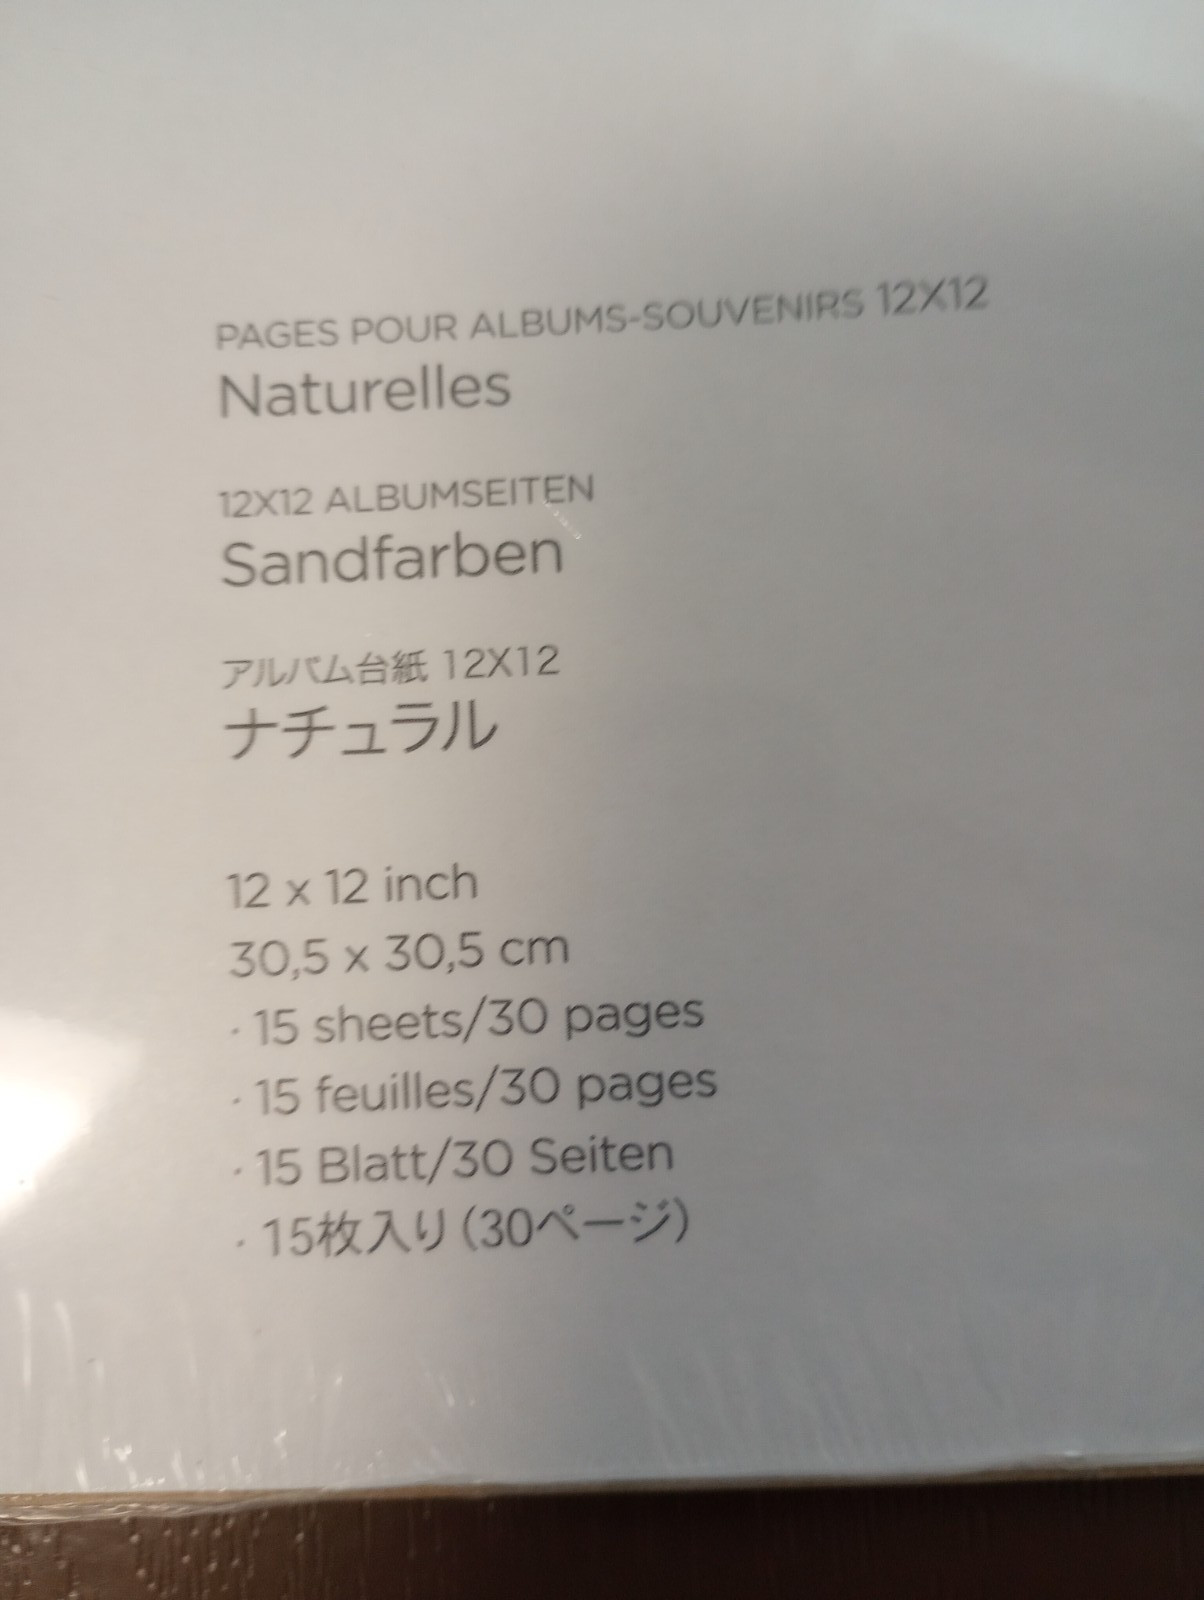 PAGES POUR ALBUMS-SOUVENIRS 12X12
Naturelles
12X12 ALBUMSEITEN
Sandfarben
アルバム台紙 12X12
ナチュラル
12 x 12 inch
30,5 x 30,5 cm
· 15 sheets/30 pages
· 15 feuilles/30 pages
· 15 Blatt/30 Seiten
· 15枚入り(30ページ)